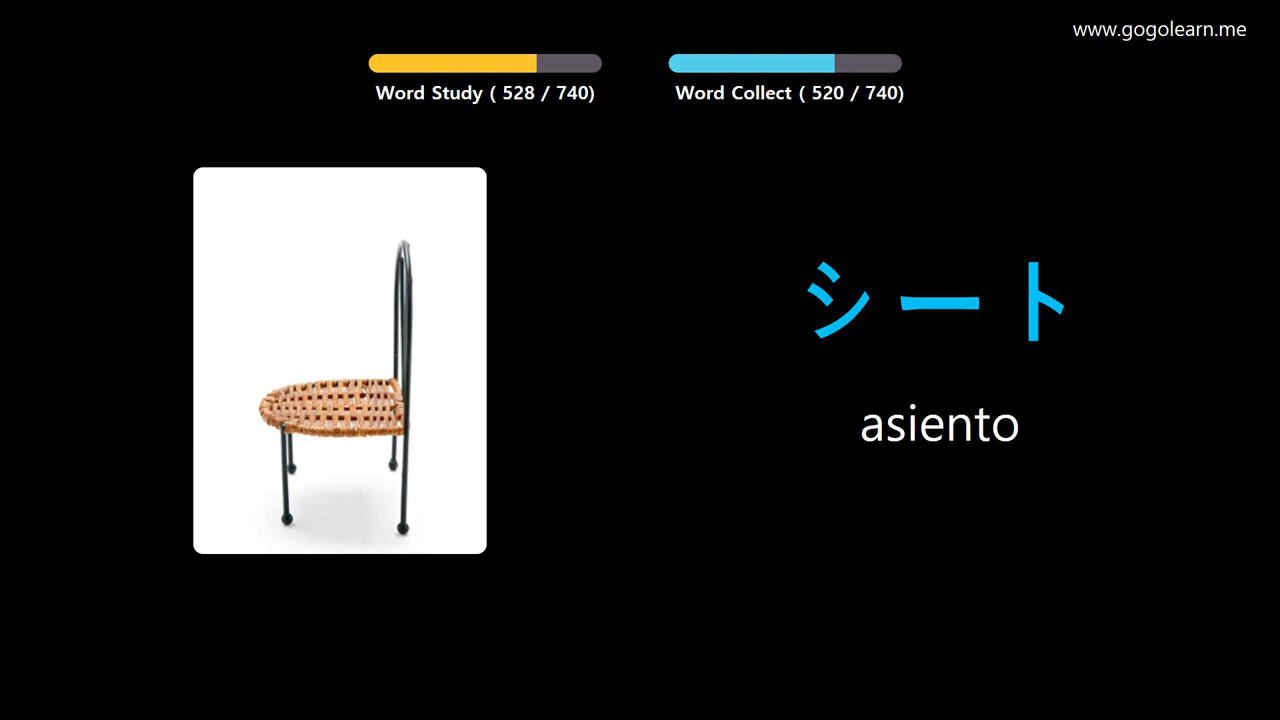 www.gogolearn.me
Word Study ( 528 / 740)
Word Collect ( 520 / 740)
シート
asiento